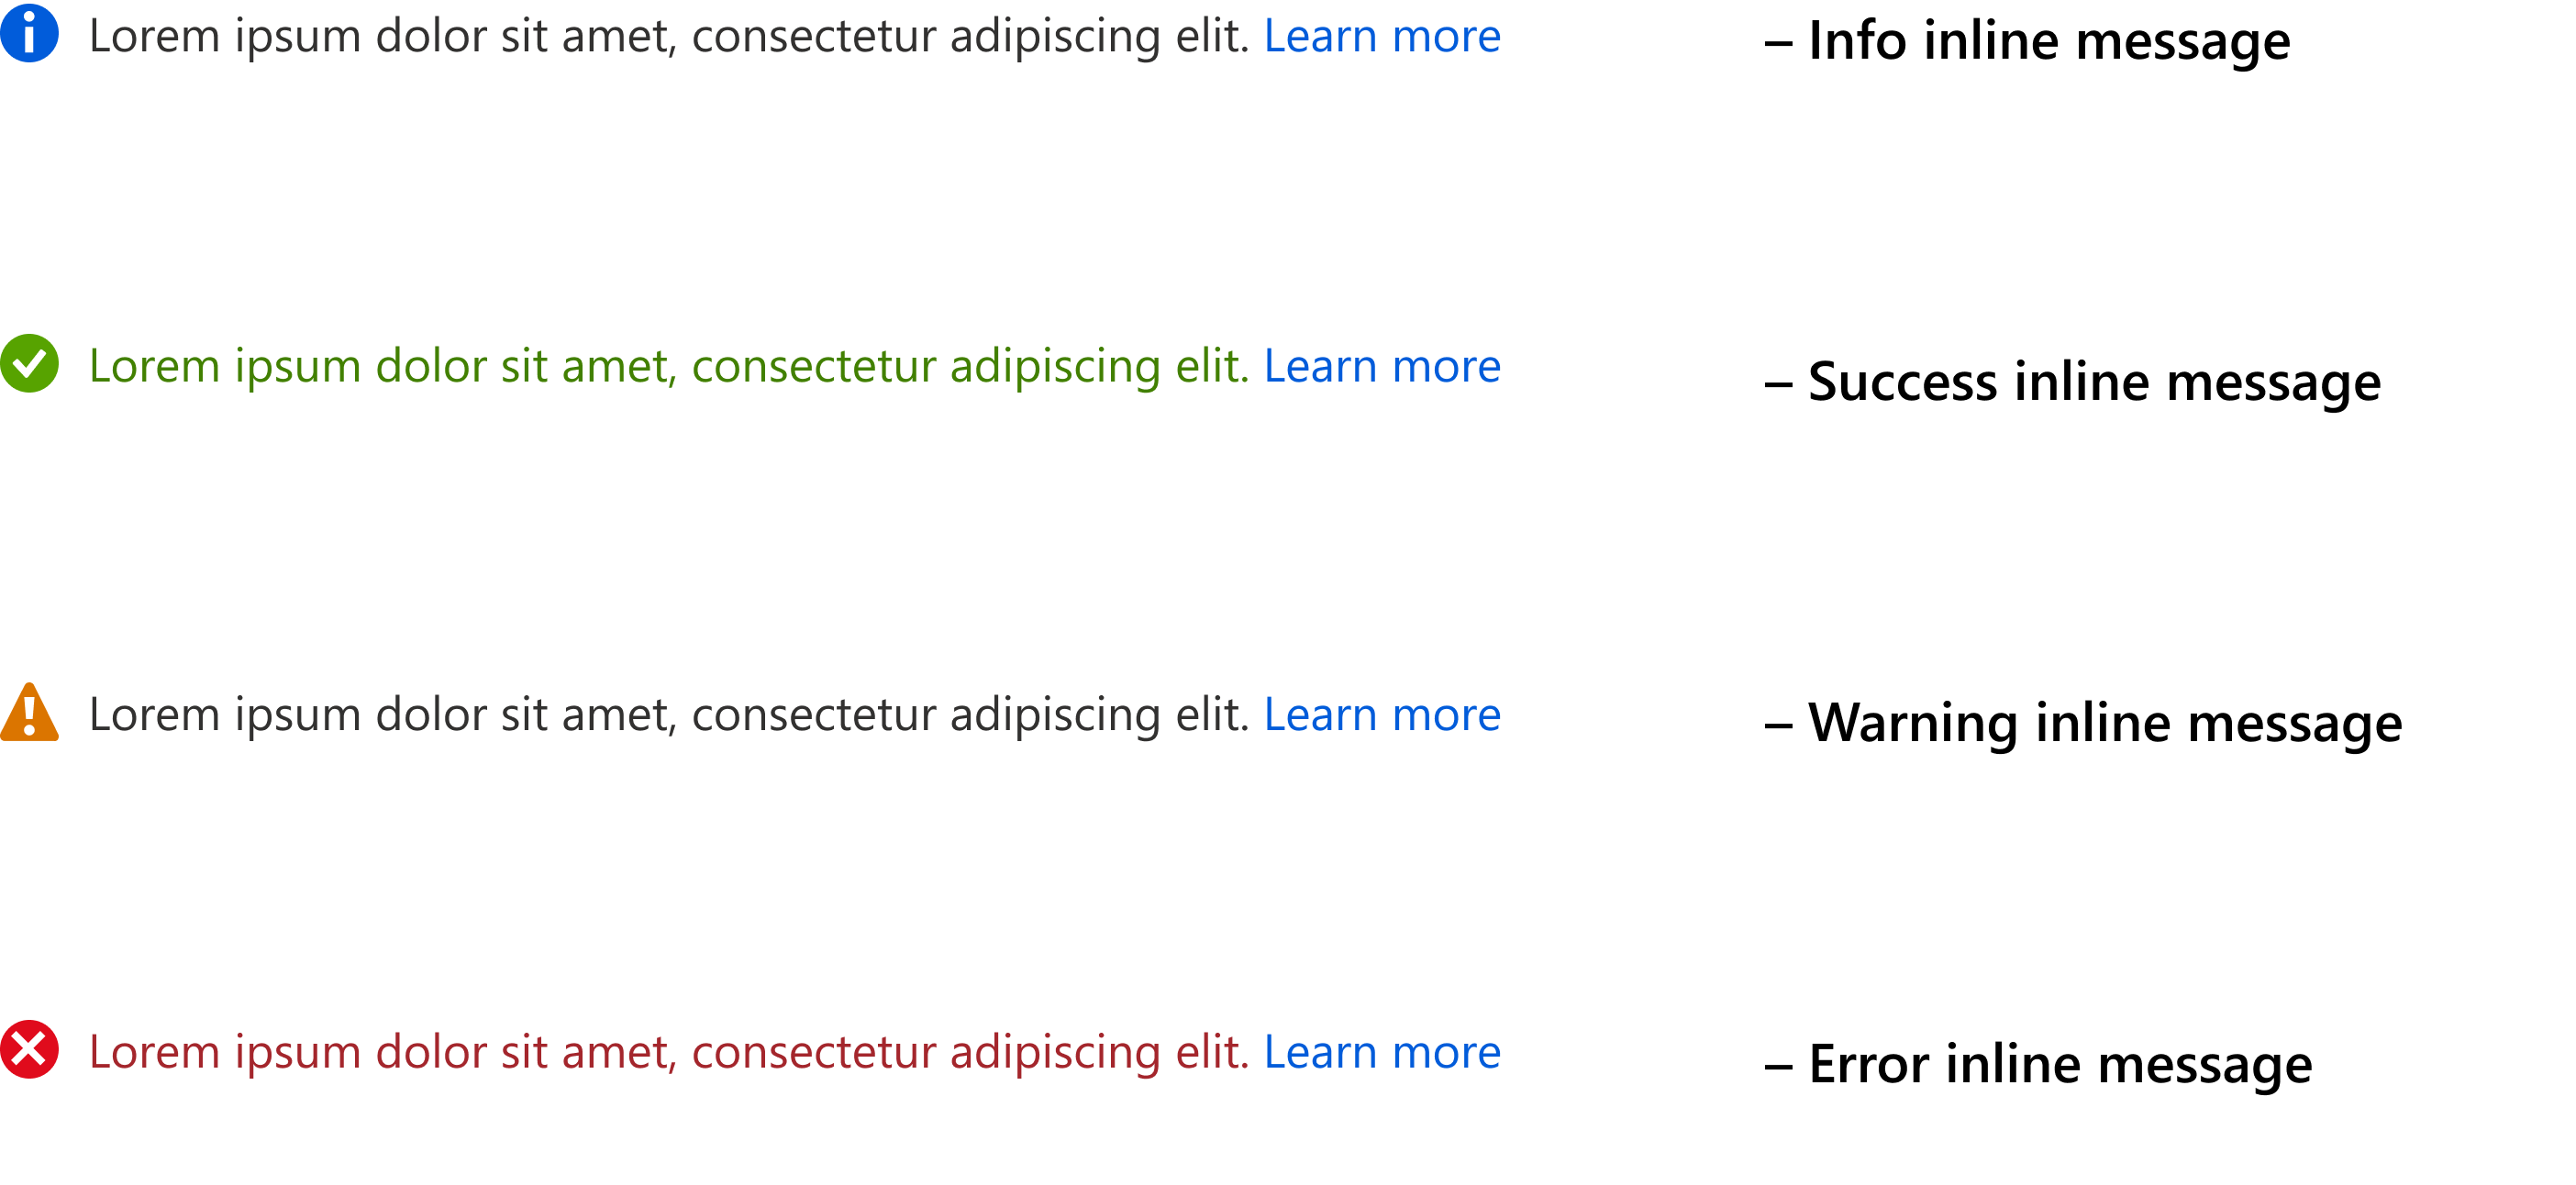 Lorem ipsum dolor sit amet, consectetur adipiscing elit. Learn more – Info inline message
Lorem ipsum dolor sit amet, consectetur adipiscing elit. Learn more – Success inline message
Lorem ipsum dolor sit amet, consectetur adipiscing elit. Learn more – Warning inline message
Lorem ipsum dolor sit amet, consectetur adipiscing elit. Learn more – Error inline message